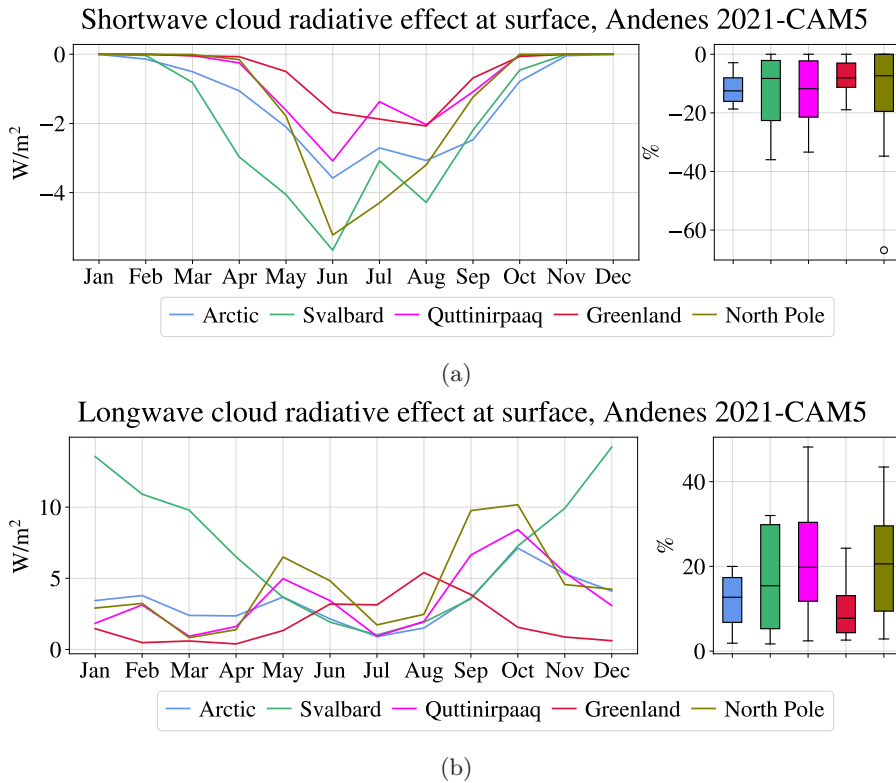 Shortwave cloud radiative effect at surface, Andenes 2021-CAM5
W/m²
0
−2
−4
Jan Feb Mar Apr May Jun Jul Aug Sep Oct Nov Dec
%
0
−20
−40
−60
Arctic Svalbard Quttinirpaaq Greenland North Pole
(a)
Longwave cloud radiative effect at surface, Andenes 2021-CAM5
W/m²
10
5
0
Jan Feb Mar Apr May Jun Jul Aug Sep Oct Nov Dec
%
40
20
0
Arctic Svalbard Quttinirpaaq Greenland North Pole
(b)